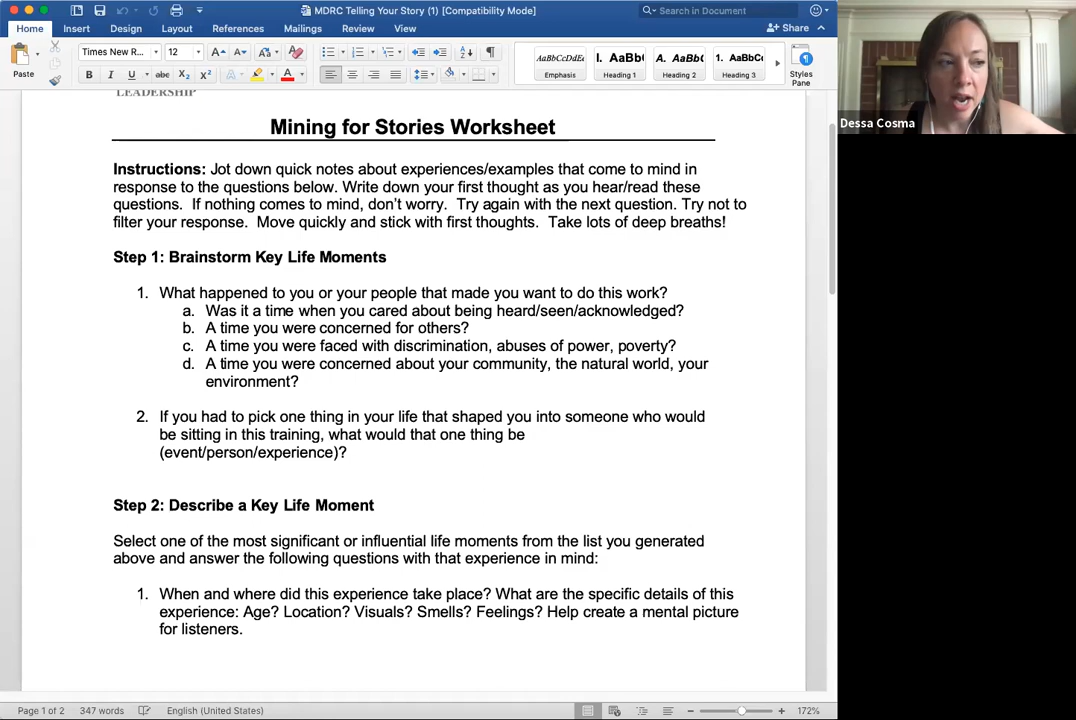 MDRC Telling Your Story (1) [Compatibility Mode]
Search in Document
Home Insert Design Layout References Mailings Review View
Share
Paste
Times New R... 12
B I U abc X2 X2 A A
AaBbCcDdEe I. AaBb( A. AaBb( 1. AaBbC
Emphasis Heading 1 Heading 2 Heading 3
Styles
Pane
Dessa Cosma
LEADERSHIP
Mining for Stories Worksheet
Instructions: Jot down quick notes about experiences/examples that come to mind in
response to the questions below. Write down your first thought as you hear/read these
questions. If nothing comes to mind, don't worry. Try again with the next question. Try not to
filter your response. Move quickly and stick with first thoughts. Take lots of deep breaths!
Step 1: Brainstorm Key Life Moments
1. What happened to you or your people that made you want to do this work?
a. Was it a time when you cared about being heard/seen/acknowledged?
b. A time you were concerned for others?
c. A time you were faced with discrimination, abuses of power, poverty?
d. A time you were concerned about your community, the natural world, your
environment?
2. If you had to pick one thing in your life that shaped you into someone who would
be sitting in this training, what would that one thing be
(event/person/experience)?
Step 2: Describe a Key Life Moment
Select one of the most significant or influential life moments from the list you generated
above and answer the following questions with that experience in mind:
1. When and where did this experience take place? What are the specific details of this
experience: Age? Location? Visuals? Smells? Feelings? Help create a mental picture
for listeners.
Page 1 of 2 347 words English (United States) 172%